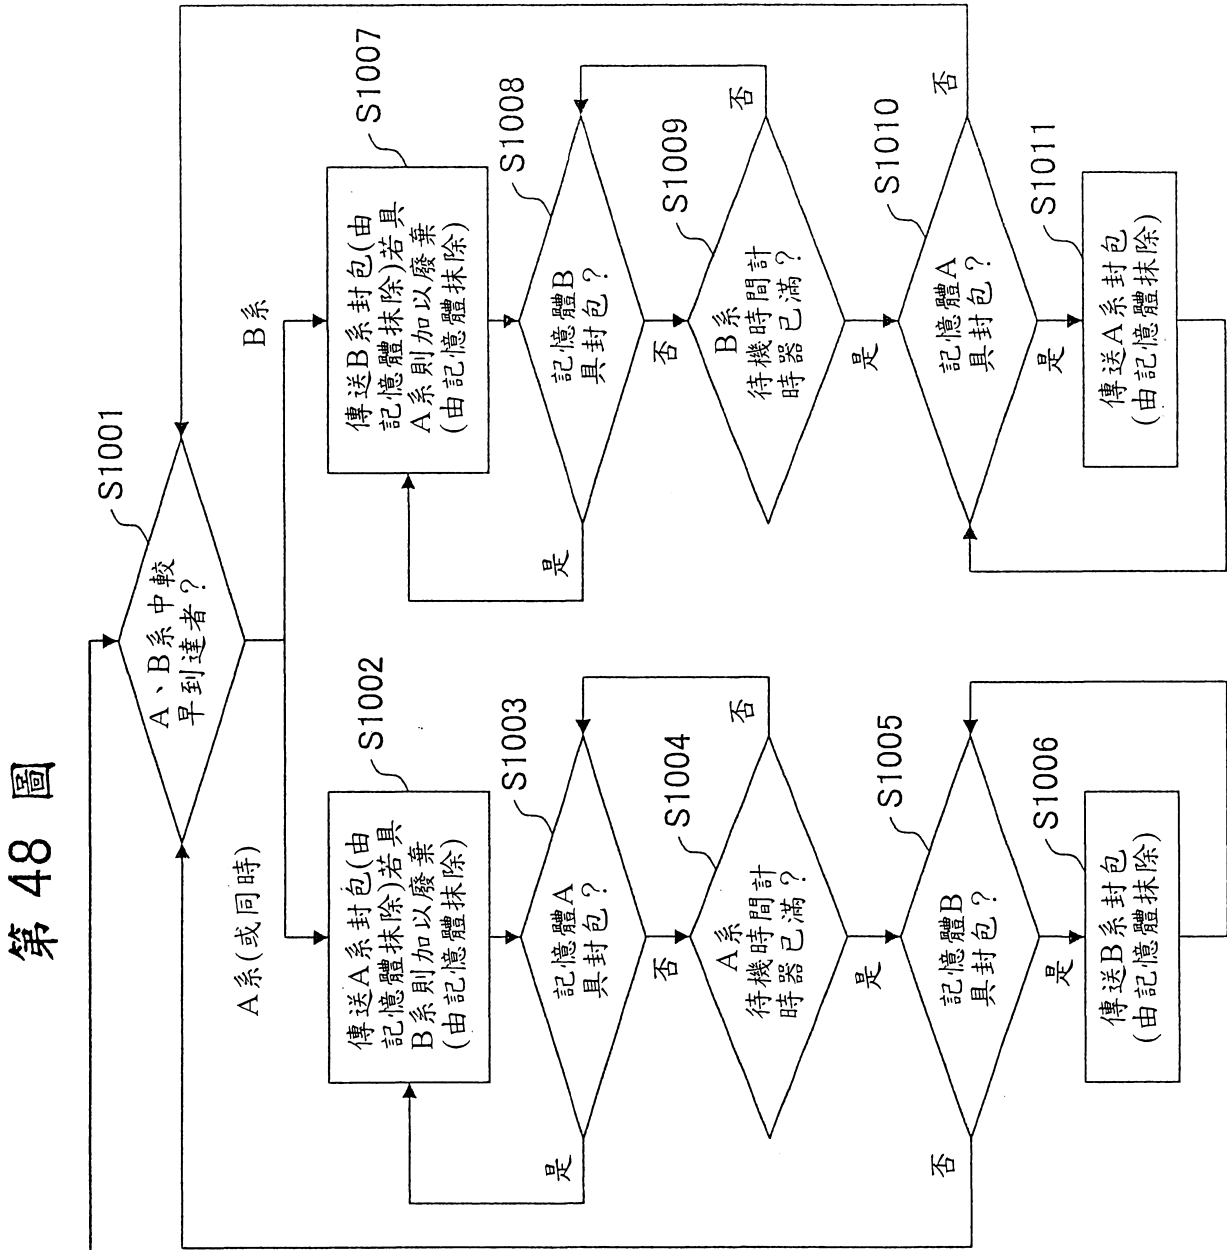 第 48 圖
A、B系中較
早到達者？
S1001
A系(或同時)
B系
傳送A系封包(由
記憶體抹除)若具
B系則加以廢棄
(由記憶體抹除)
S1002
記憶體A
具封包？
S1003
是
否
A系
待機時間計
時器已滿？
S1004
否
是
記憶體B
具封包？
S1005
否
是
傳送B系封包
(由記憶體抹除)
S1006
傳送B系封包(由
記憶體抹除)若具
A系則加以廢棄
(由記憶體抹除)
S1007
記憶體B
具封包？
S1008
是
否
B系
待機時間計
時器已滿？
S1009
否
是
記憶體A
具封包？
S1010
否
是
傳送A系封包
(由記憶體抹除)
S1011